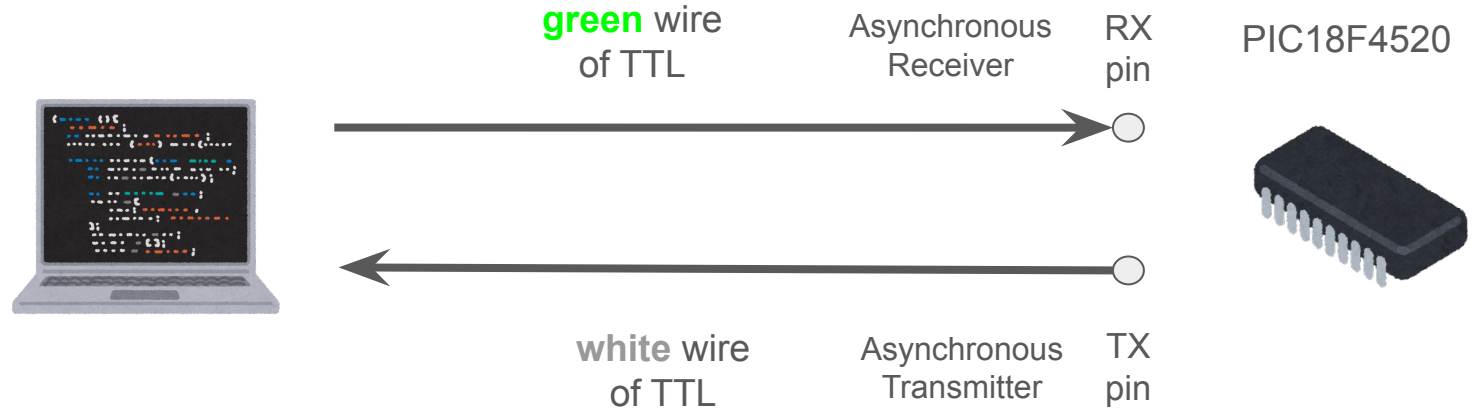 green wire
of TTL
Asynchronous
Receiver
RX
pin
PIC18F4520
white wire
of TTL
Asynchronous
Transmitter
TX
pin